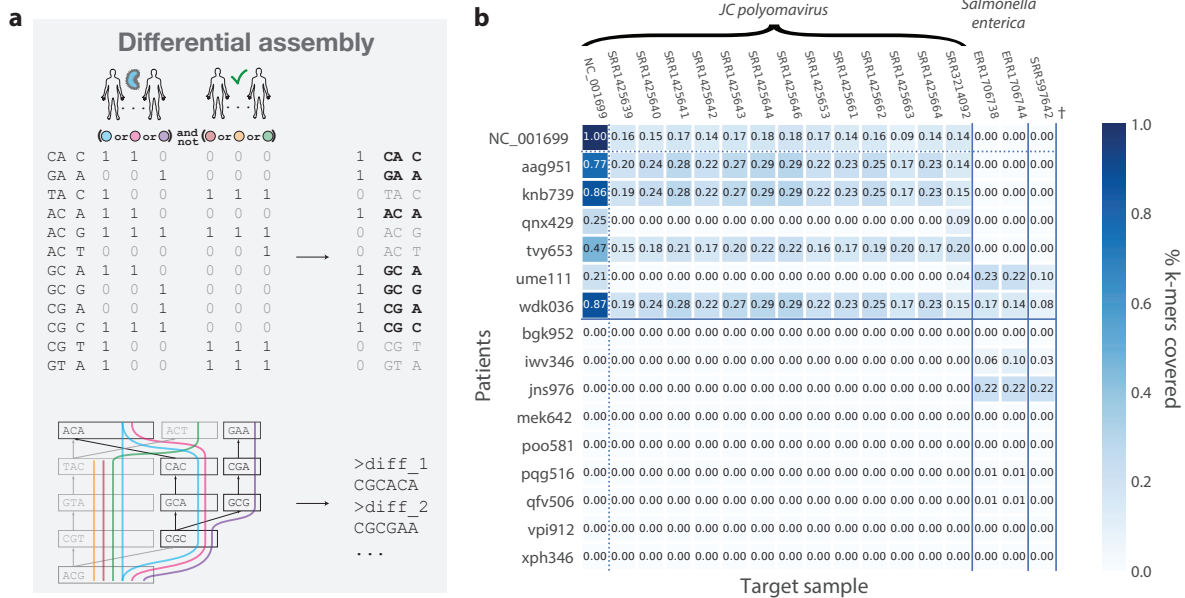 a
Differential assembly
(or or) and not (or or)
CA C 1 1 0 0 0 0 1 CA C
GA A 0 0 1 0 0 0 1 GA A
TA C 1 0 0 1 1 1 0 TA C
AC A 1 1 0 0 0 0 1 AC A
AC G 1 1 1 1 1 1 0 AC G
AC T 0 0 0 0 0 1 0 AC T
GC A 1 1 0 0 0 0 1 GC A
GC G 0 0 1 0 0 0 1 GC G
CG A 0 0 1 0 0 0 1 CG A
CG C 1 1 1 0 0 0 1 CG C
CG T 1 0 0 1 1 1 0 CG T
GT A 1 0 0 1 1 1 0 GT A
ACA ACT GAA
TAC CAC CGA
GTA GCA GCG
CGT CGC
ACG
>diff_1
CGCACA
>diff_2
CGCGAA
...
b
JC polyomavirus
Salmonella
enterica
NC_001699 SRR1425639 SRR1425640 SRR1425641 SRR1425642 SRR1425643 SRR1425644 SRR1425646 SRR1425653 SRR1425661 SRR1425662 SRR1425663 SRR1425664 SRR3214092 ERR1706738 ERR1706744 SRR597642 †
NC_001699 1.00 0.16 0.15 0.17 0.14 0.17 0.18 0.18 0.17 0.14 0.16 0.09 0.14 0.14 0.00 0.00 0.00
aag951 0.77 0.20 0.24 0.28 0.22 0.27 0.29 0.29 0.22 0.23 0.25 0.17 0.23 0.14 0.00 0.00 0.00
knb739 0.86 0.19 0.24 0.28 0.22 0.27 0.29 0.29 0.23 0.22 0.25 0.17 0.23 0.15 0.00 0.00 0.00
qnx429 0.25 0.00 0.00 0.00 0.00 0.00 0.00 0.00 0.00 0.00 0.00 0.00 0.00 0.09 0.00 0.00 0.00
tvy653 0.47 0.15 0.18 0.21 0.17 0.20 0.22 0.22 0.16 0.17 0.19 0.20 0.17 0.20 0.00 0.00 0.00
ume111 0.21 0.00 0.00 0.00 0.00 0.00 0.00 0.00 0.00 0.00 0.00 0.00 0.00 0.04 0.23 0.22 0.10
wdk036 0.87 0.19 0.24 0.28 0.22 0.27 0.29 0.29 0.23 0.22 0.25 0.17 0.23 0.15 0.17 0.14 0.08
bgk952 0.00 0.00 0.00 0.00 0.00 0.00 0.00 0.00 0.00 0.00 0.00 0.00 0.00 0.00 0.00 0.00 0.00
iwv346 0.00 0.00 0.00 0.00 0.00 0.00 0.00 0.00 0.00 0.00 0.00 0.00 0.00 0.00 0.06 0.10 0.03
jns976 0.00 0.00 0.00 0.00 0.00 0.00 0.00 0.00 0.00 0.00 0.00 0.00 0.00 0.00 0.22 0.22 0.22
mek642 0.00 0.00 0.00 0.00 0.00 0.00 0.00 0.00 0.00 0.00 0.00 0.00 0.00 0.00 0.00 0.00 0.00
poo581 0.00 0.00 0.00 0.00 0.00 0.00 0.00 0.00 0.00 0.00 0.00 0.00 0.00 0.00 0.00 0.00 0.00
pqg516 0.00 0.00 0.00 0.00 0.00 0.00 0.00 0.00 0.00 0.00 0.00 0.00 0.00 0.00 0.01 0.01 0.00
qfv506 0.00 0.00 0.00 0.00 0.00 0.00 0.00 0.00 0.00 0.00 0.00 0.00 0.00 0.00 0.01 0.01 0.00
vpi912 0.00 0.00 0.00 0.00 0.00 0.00 0.00 0.00 0.00 0.00 0.00 0.00 0.00 0.00 0.00 0.00 0.00
xph346 0.00 0.00 0.00 0.00 0.00 0.00 0.00 0.00 0.00 0.00 0.00 0.00 0.00 0.00 0.00 0.00 0.00
Patients
Target sample
1.0
0.8
0.6
0.4
0.2
0.0
% k-mers covered